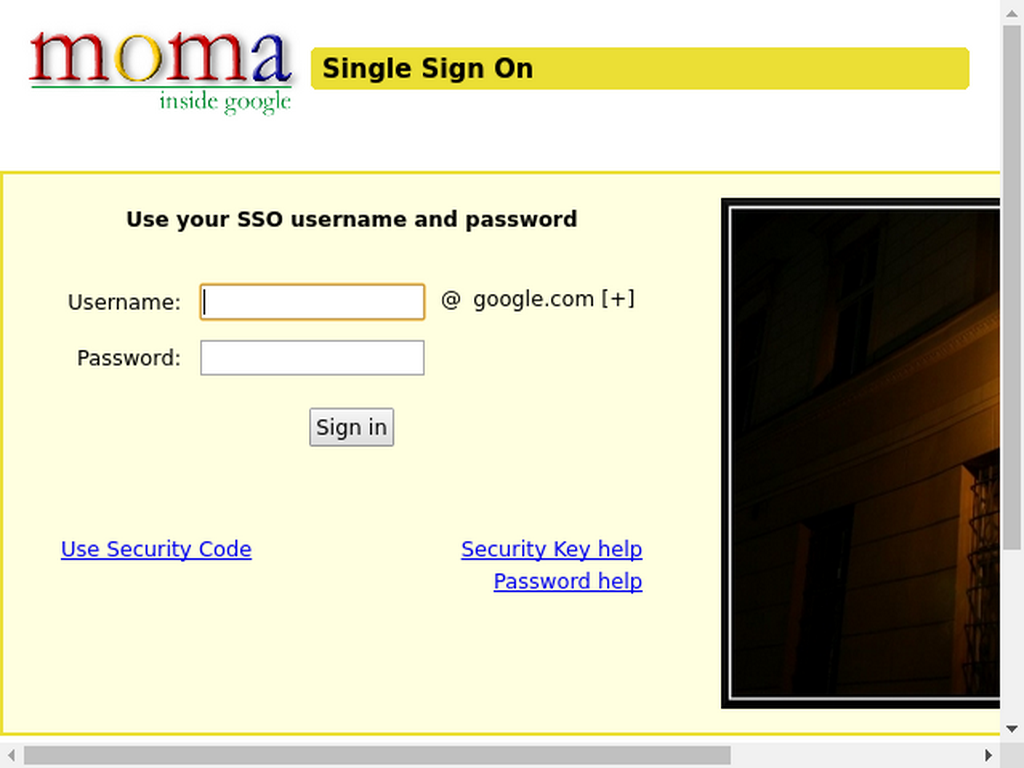 moma
inside google
Single Sign On
Use your SSO username and password
Username:
@ google.com [+]
Password:
Sign in
Use Security Code
Security Key help
Password help